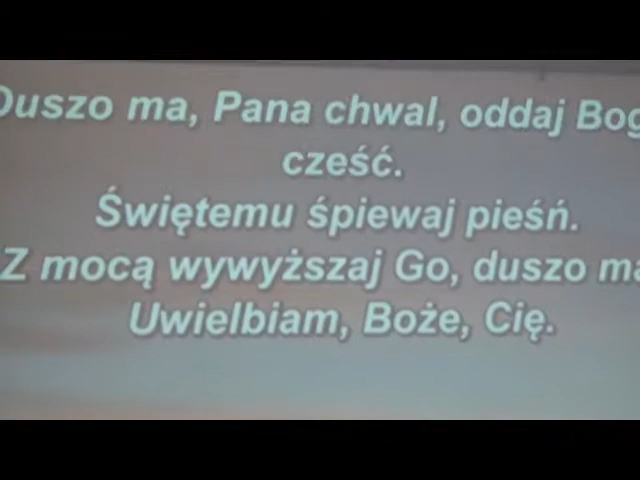 Duszo ma, Pana chwal, oddaj Bog
cześć.
Świętemu śpiewaj pieśń.
Z mocą wywyższaj Go, duszo ma
Uwielbiam, Boże, Cię.